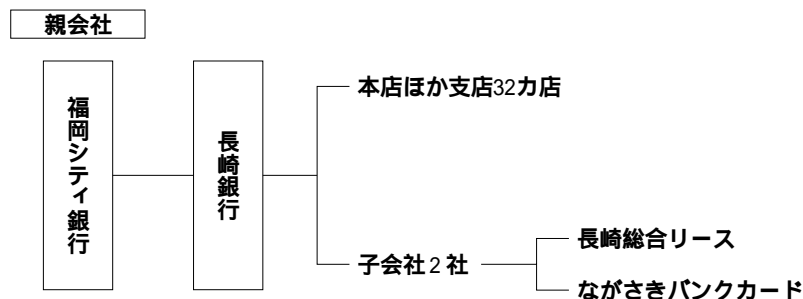 親会社
福岡シティ銀行
長崎銀行
本店ほか支店32カ店
子会社2社
長崎総合リース
ながさきバンクカード